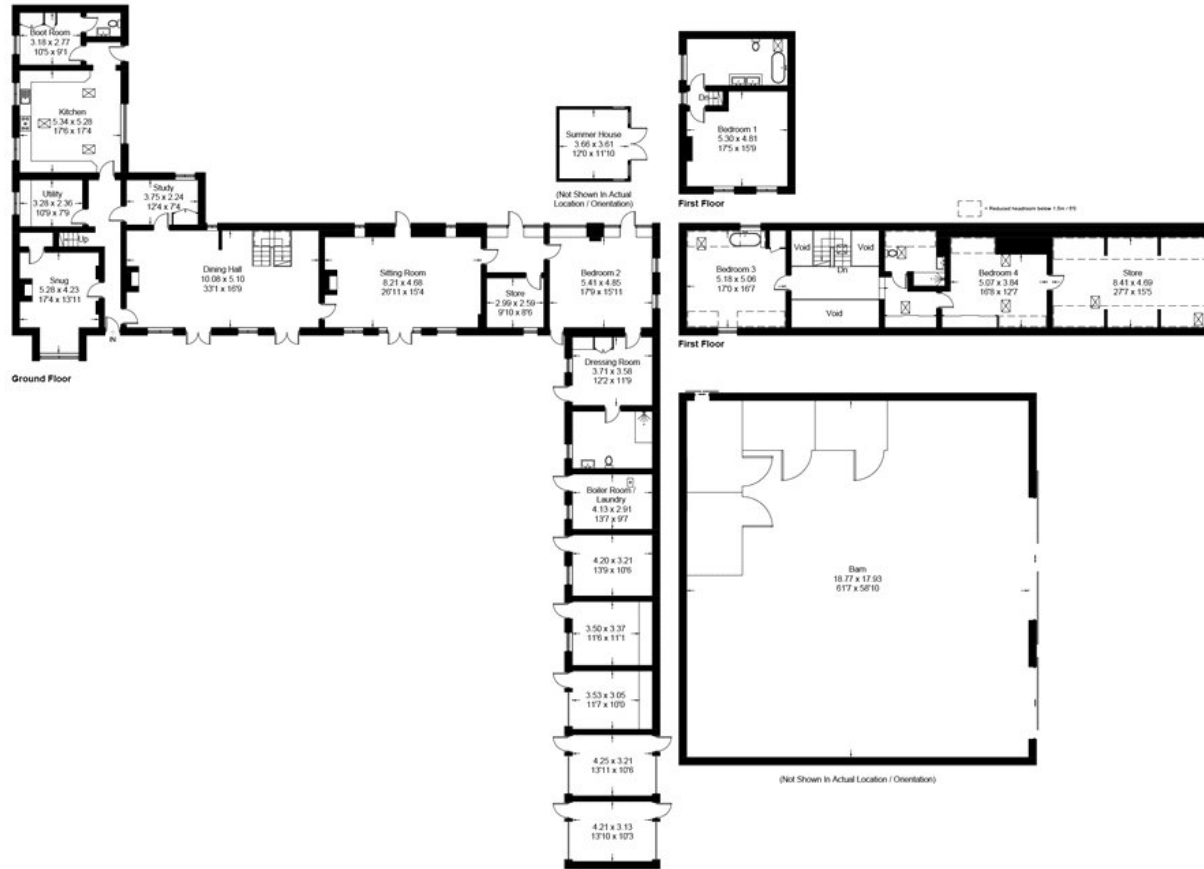 Boot Room
3.18 x 2.77
10'5 x 9'1
Kitchen
5.34 x 5.28
17'6 x 17'4
Utility
3.28 x 2.36
10'9 x 7'9
Study
3.75 x 2.24
12'4 x 7'4
Up
Snug
5.28 x 4.23
17'4 x 13'11
IN
Dining Hall
10.08 x 5.10
33'1 x 16'9
Sitting Room
8.21 x 4.68
26'11 x 15'4
Store
2.99 x 2.59
9'10 x 8'6
Bedroom 2
5.41 x 4.85
17'9 x 15'11
Ground Floor
Dressing Room
3.71 x 3.58
12'2 x 11'9
Boiler Room /
Laundry
4.13 x 2.91
13'7 x 9'7
4.20 x 3.21
13'9 x 10'6
3.50 x 3.37
11'6 x 11'1
3.53 x 3.05
11'7 x 10'0
4.25 x 3.21
13'11 x 10'6
4.21 x 3.13
13'10 x 10'3
Summer House
3.66 x 3.61
12'0 x 11'10
(Not Shown In Actual
Location / Orientation)
Dn
Bedroom 1
5.30 x 4.81
17'5 x 15'9
First Floor
= Reduced headroom below 1.5m / 5'0
Bedroom 3
5.18 x 5.06
17'0 x 16'7
Void
Void
Dn
Void
Bedroom 4
5.07 x 3.84
16'8 x 12'7
Store
8.41 x 4.69
27'7 x 15'5
First Floor
Barn
18.77 x 17.93
61'7 x 58'10
(Not Shown In Actual Location / Orientation)